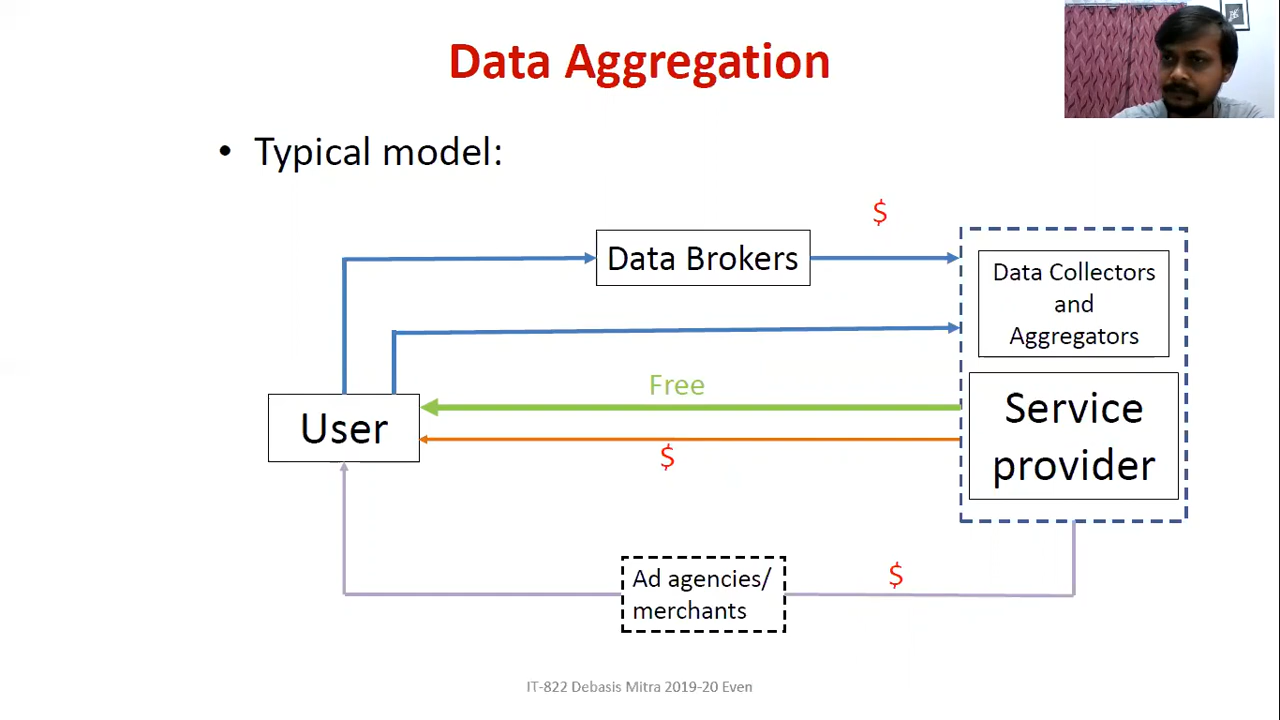 Data Aggregation
• Typical model:
$
Data Brokers
Data Collectors
and
Aggregators
Free
User
Service
provider
$
Ad agencies/
merchants
$
IT-822 Debasis Mitra 2019-20 Even